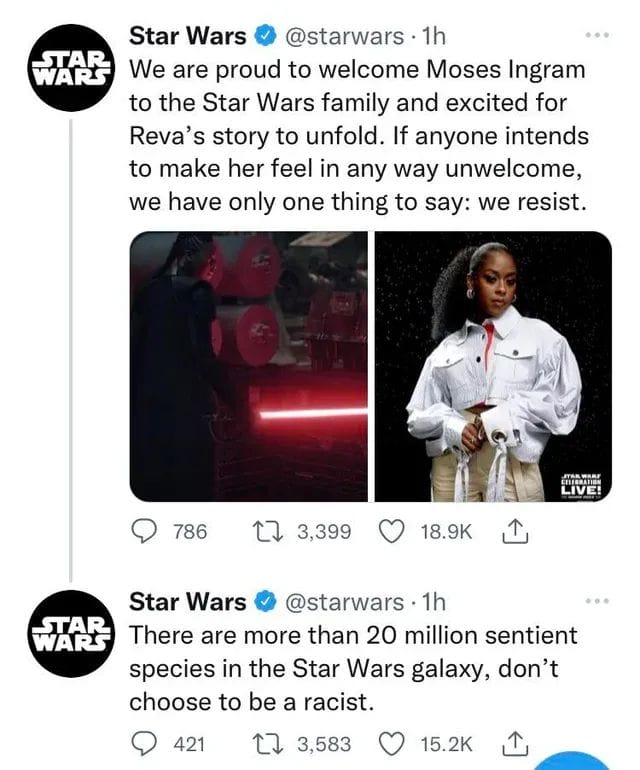 Star Wars @starwars · 1h
STAR
WARS
We are proud to welcome Moses Ingram
to the Star Wars family and excited for
Reva's story to unfold. If anyone intends
to make her feel in any way unwelcome,
we have only one thing to say: we resist.
STAR WARS
CELEBRATION
LIVE!
786 3,399 18.9K
Star Wars @starwars · 1h
STAR
WARS
There are more than 20 million sentient
species in the Star Wars galaxy, don't
choose to be a racist.
421 3,583 15.2K